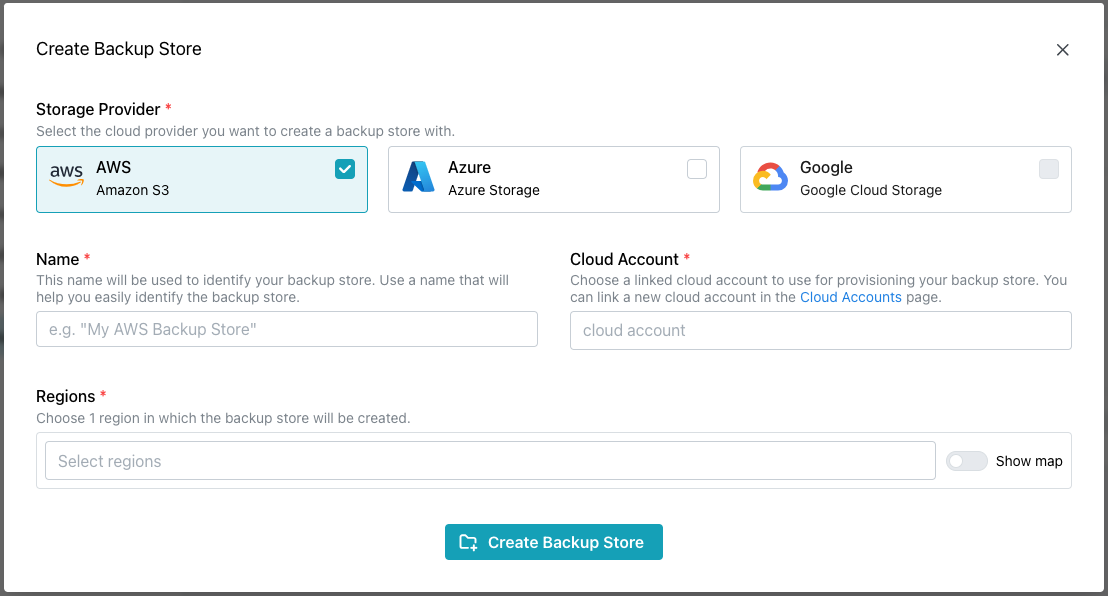 Create Backup Store
Storage Provider *
Select the cloud provider you want to create a backup store with.
aws
AWS
Amazon S3
Azure
Azure Storage
Google
Google Cloud Storage
Name *
This name will be used to identify your backup store. Use a name that will
help you easily identify the backup store.
e.g. "My AWS Backup Store"
Cloud Account *
Choose a linked cloud account to use for provisioning your backup store. You
can link a new cloud account in the Cloud Accounts page.
cloud account
Regions *
Choose 1 region in which the backup store will be created.
Select regions
Show map
Create Backup Store